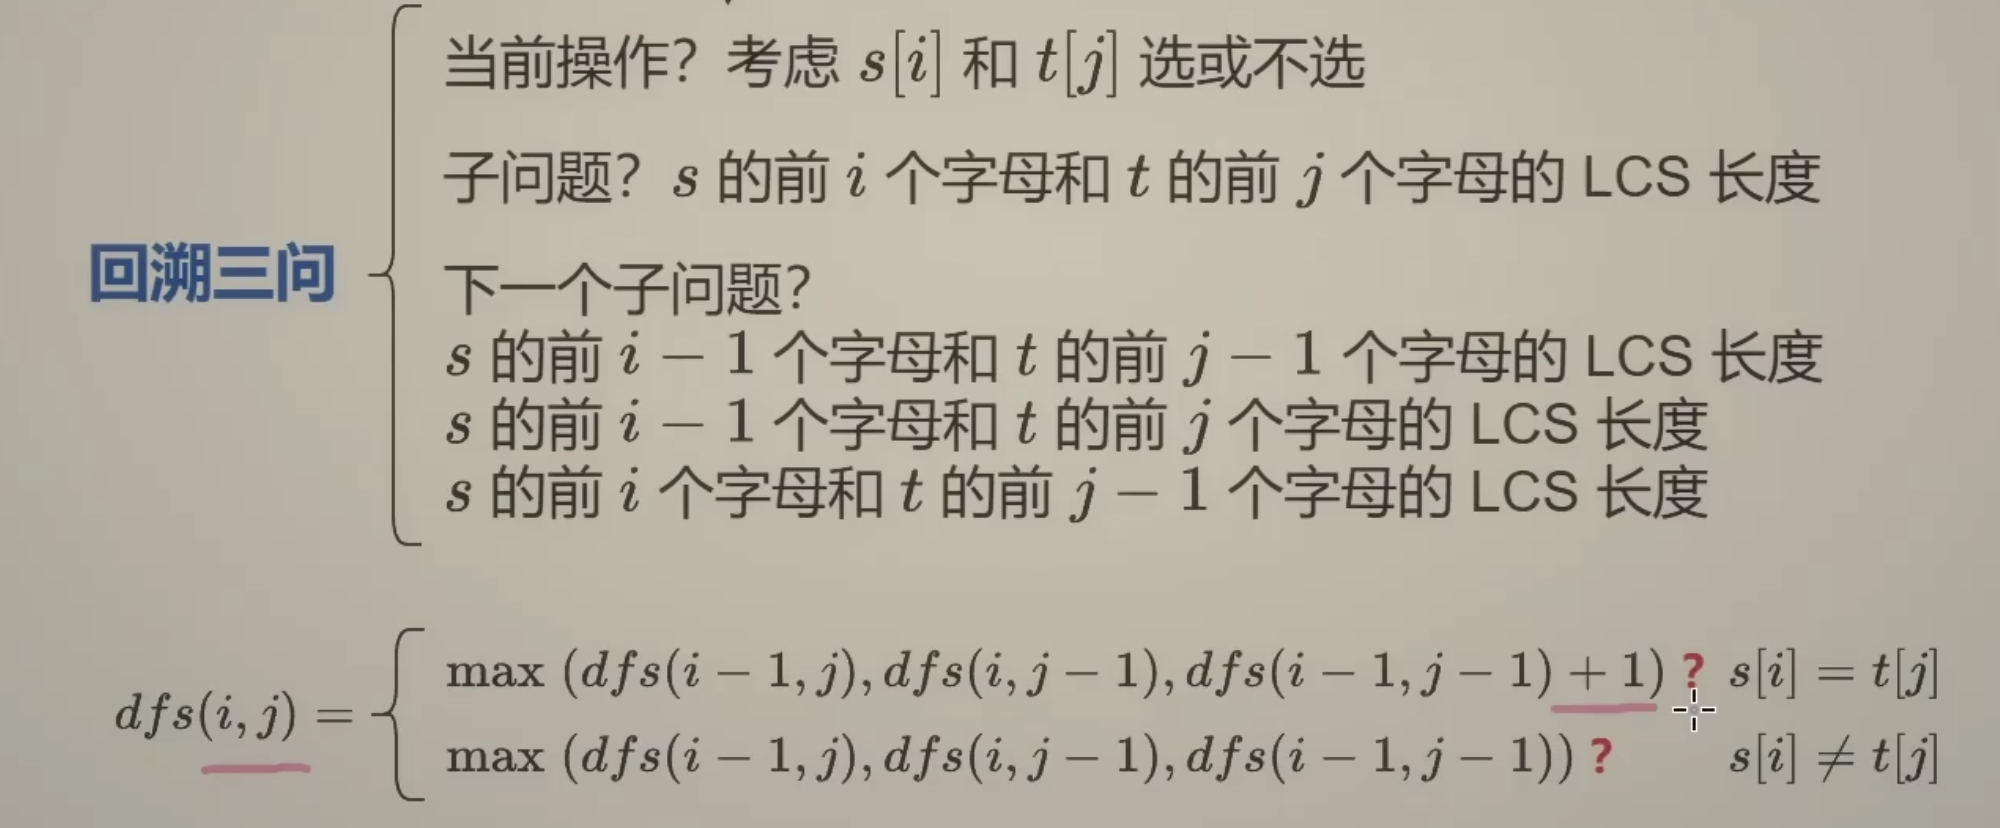 当前操作？考虑 s[i] 和 t[j] 选或不选
子问题？s 的前 i 个字母和 t 的前 j 个字母的 LCS 长度
回溯三问
下一个子问题？
s 的前 i − 1 个字母和 t 的前 j − 1 个字母的 LCS 长度
s 的前 i − 1 个字母和 t 的前 j 个字母的 LCS 长度
s 的前 i 个字母和 t 的前 j − 1 个字母的 LCS 长度
max (dfs(i − 1, j), dfs(i, j − 1), dfs(i − 1, j − 1) + 1) ? s[i] = t[j]
dfs(i, j) =
max (dfs(i − 1, j), dfs(i, j − 1), dfs(i − 1, j − 1)) ? s[i] ≠ t[j]